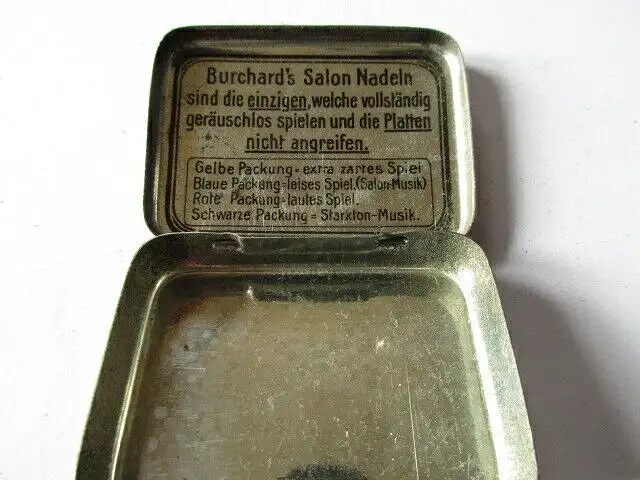 Burchard's Salon Nadeln
sind die einzigen, welche vollständig
geräuschlos spielen und die Platten
nicht angreifen.
Gelbe Packung = extra zartes Spiel
Blaue Packung = leises Spiel. (Salon-Musik)
Rote Packung = lautes Spiel.
Schwarze Packung = Starkton-Musik.